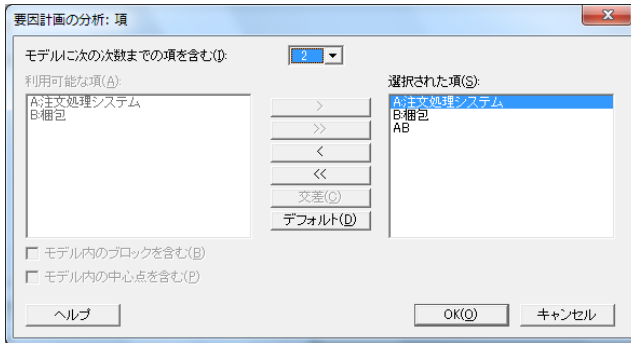 要因計画の分析: 項
モデルに次の次数までの項を含む(I):
2
利用可能な項(A):
A:注文処理システム
B:梱包
選択された項(S):
A:注文処理システム
B:梱包
AB
>
>>
<
<<
交差(C)
デフォルト(D)
モデル内のブロックを含む(B)
モデル内の中心点を含む(P)
ヘルプ
OK(O)
キャンセル